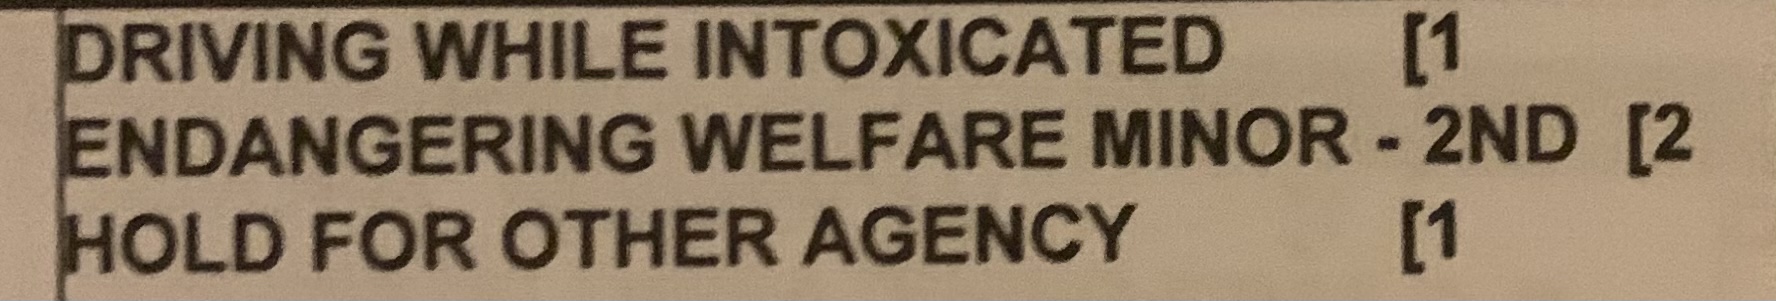 DRIVING WHILE INTOXICATED [1
ENDANGERING WELFARE MINOR - 2ND [2
HOLD FOR OTHER AGENCY [1